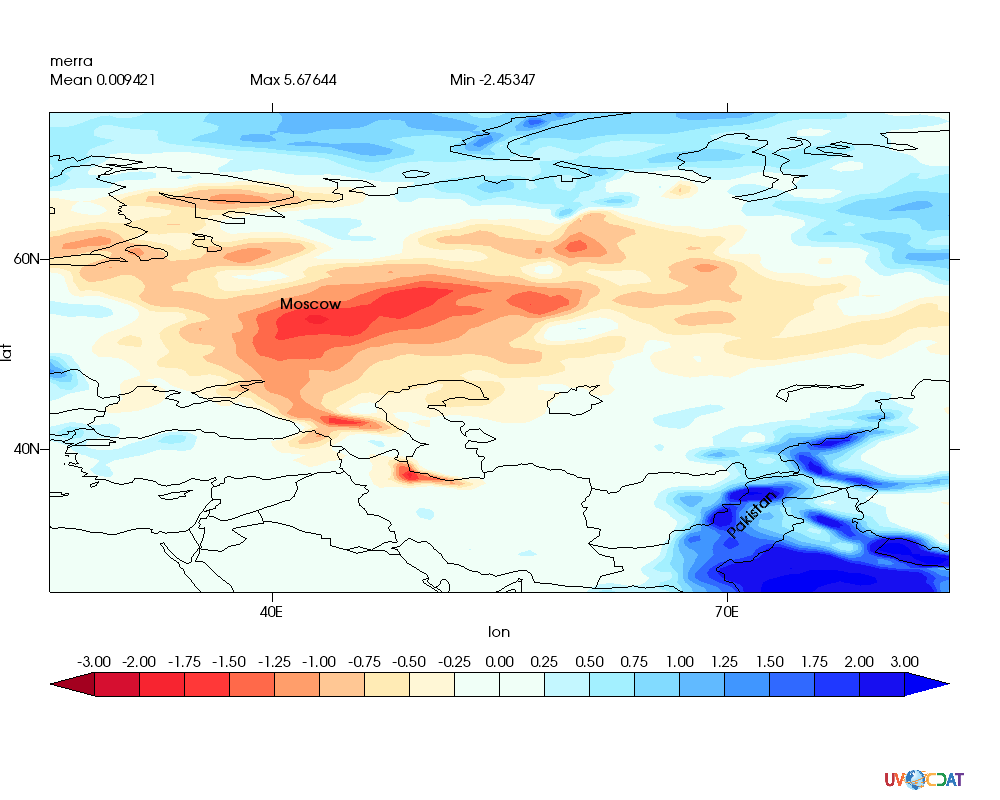 merra
Mean 0.009421 Max 5.67644 Min -2.45347
60N
Moscow
lat
40N
Pakistan
40E 70E
lon
-3.00 -2.00 -1.75 -1.50 -1.25 -1.00 -0.75 -0.50 -0.25 0.00 0.25 0.50 0.75 1.00 1.25 1.50 1.75 2.00 3.00
UV CDAT